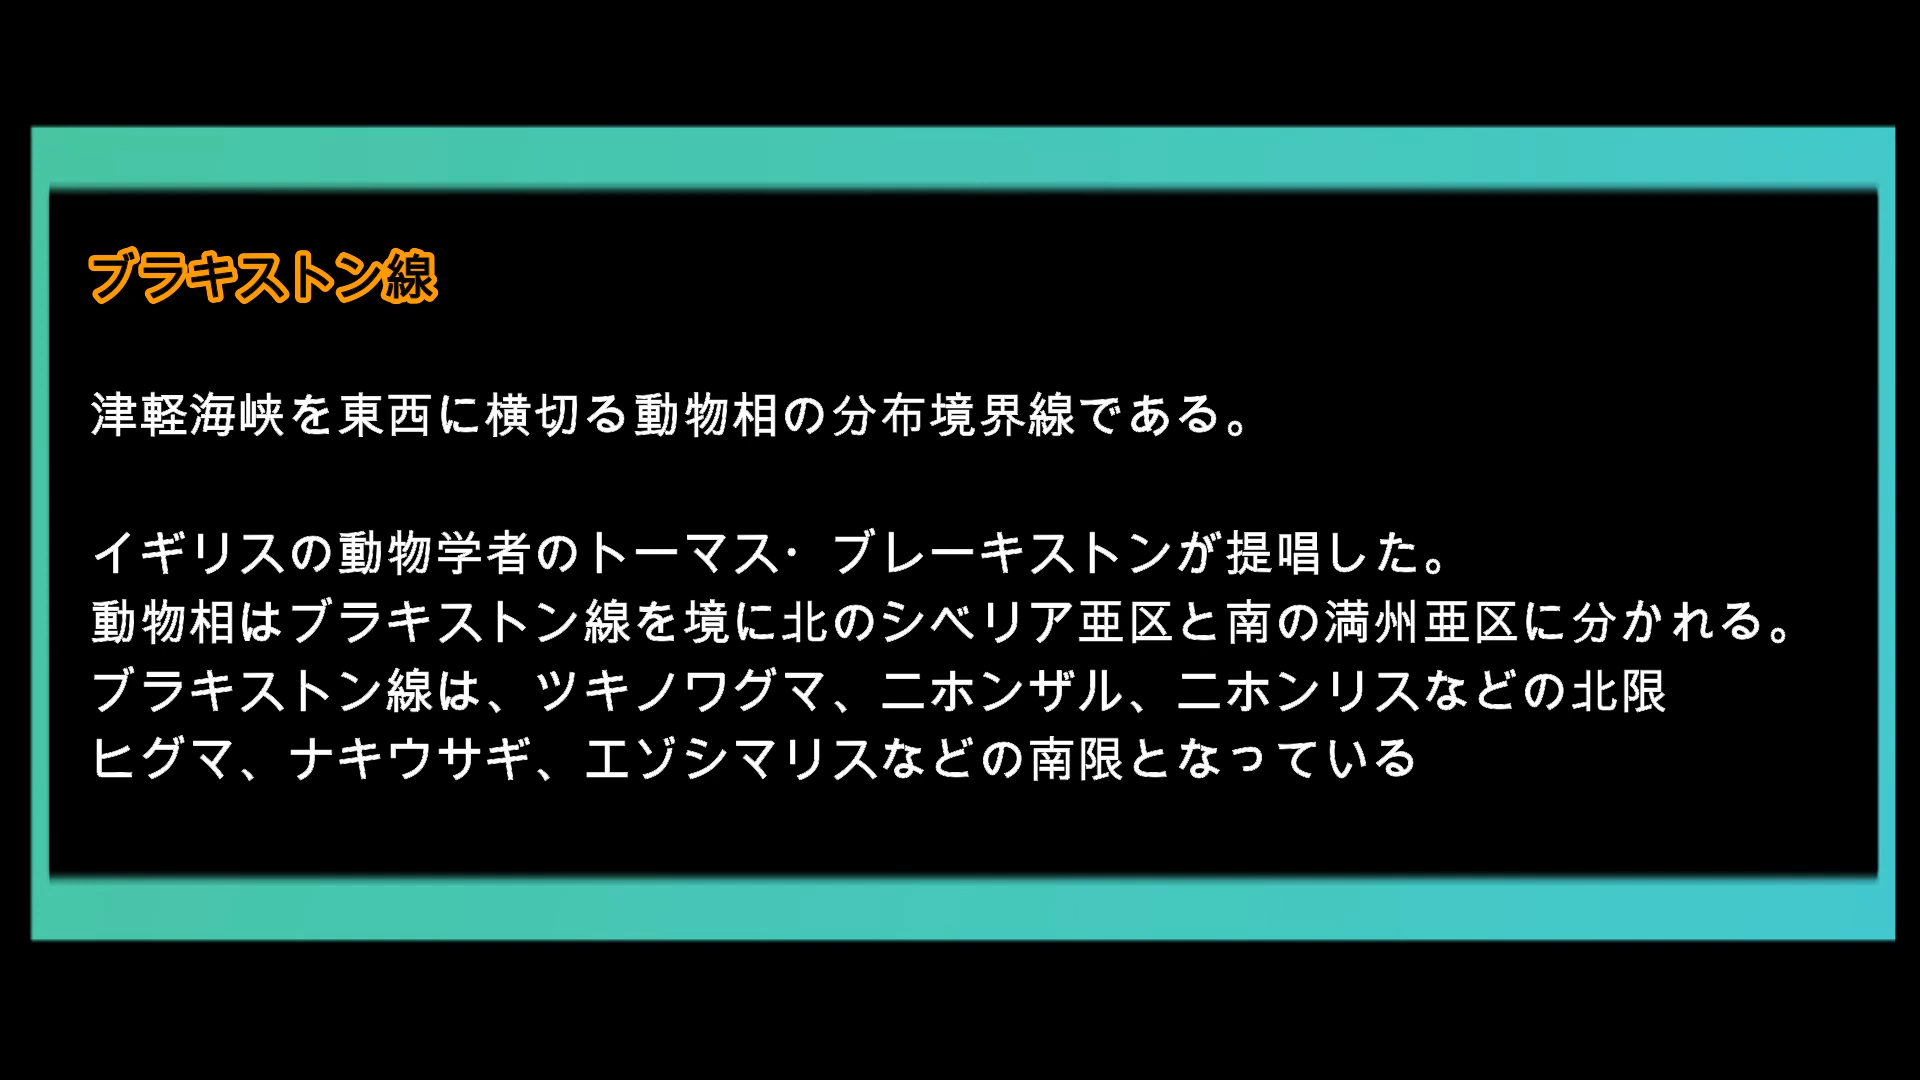 ブラキストン線
津軽海峡を東西に横切る動物相の分布境界線である。
イギリスの動物学者のトーマス・ブレーキストンが提唱した。
動物相はブラキストン線を境に北のシベリア亜区と南の満州亜区に分かれる。
ブラキストン線は、ツキノワグマ、ニホンザル、ニホンリスなどの北限
ヒグマ、ナキウサギ、エゾシマリスなどの南限となっている